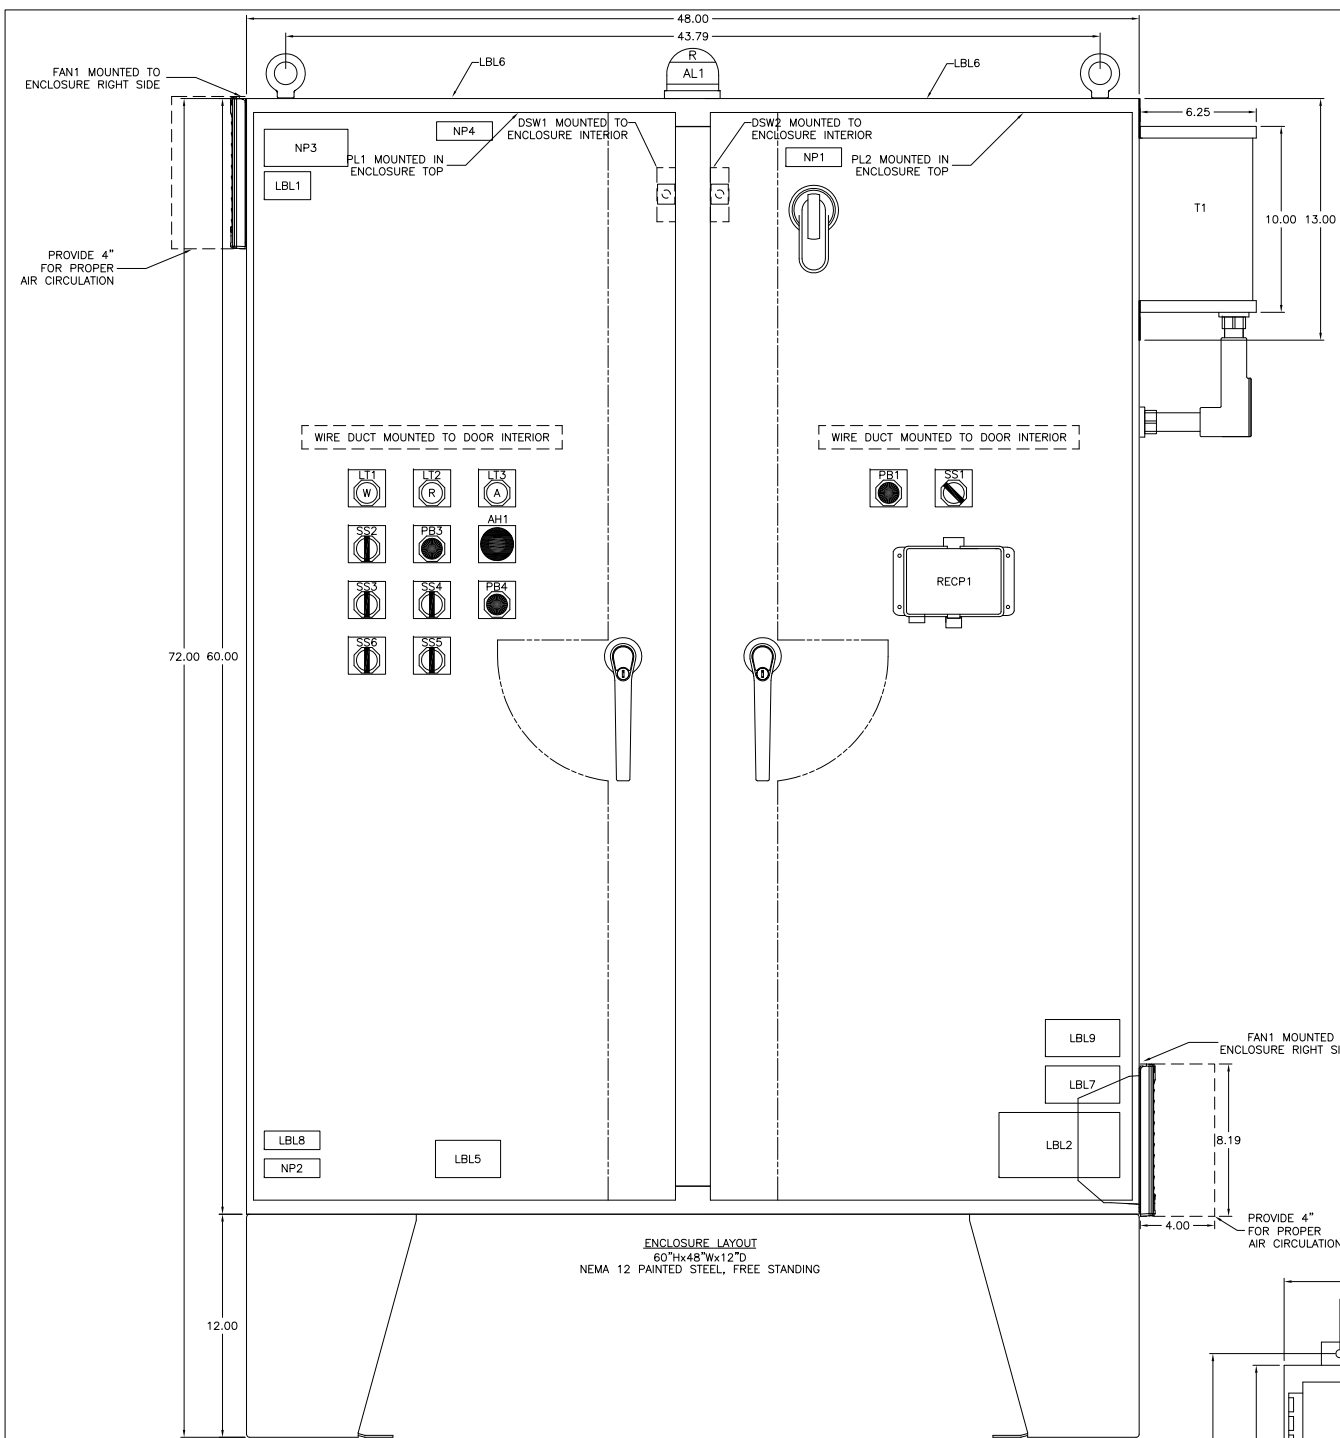 48.00
43.79
FAN1 MOUNTED TO
ENCLOSURE RIGHT SIDE
LBL6
R
AL1
LBL6
6.25
NP3
NP4
DSW1 MOUNTED TO
ENCLOSURE INTERIOR
DSW2 MOUNTED TO
ENCLOSURE INTERIOR
PL1 MOUNTED IN
ENCLOSURE TOP
NP1
PL2 MOUNTED IN
ENCLOSURE TOP
LBL1
T1
10.00
13.00
PROVIDE 4"
FOR PROPER
AIR CIRCULATION
WIRE DUCT MOUNTED TO DOOR INTERIOR
WIRE DUCT MOUNTED TO DOOR INTERIOR
LT1
W
LT2
R
LT3
A
PB1
SS1
SS2
PB3
AH1
RECP1
SS3
SS4
PB4
SS6
SS5
72.00
60.00
LBL9
FAN1 MOUNTED
ENCLOSURE RIGHT SI
LBL7
LBL2
8.19
LBL8
NP2
LBL5
4.00
PROVIDE 4"
FOR PROPER
AIR CIRCULATION
ENCLOSURE LAYOUT
60"Hx48"Wx12"D
NEMA 12 PAINTED STEEL, FREE STANDING
12.00